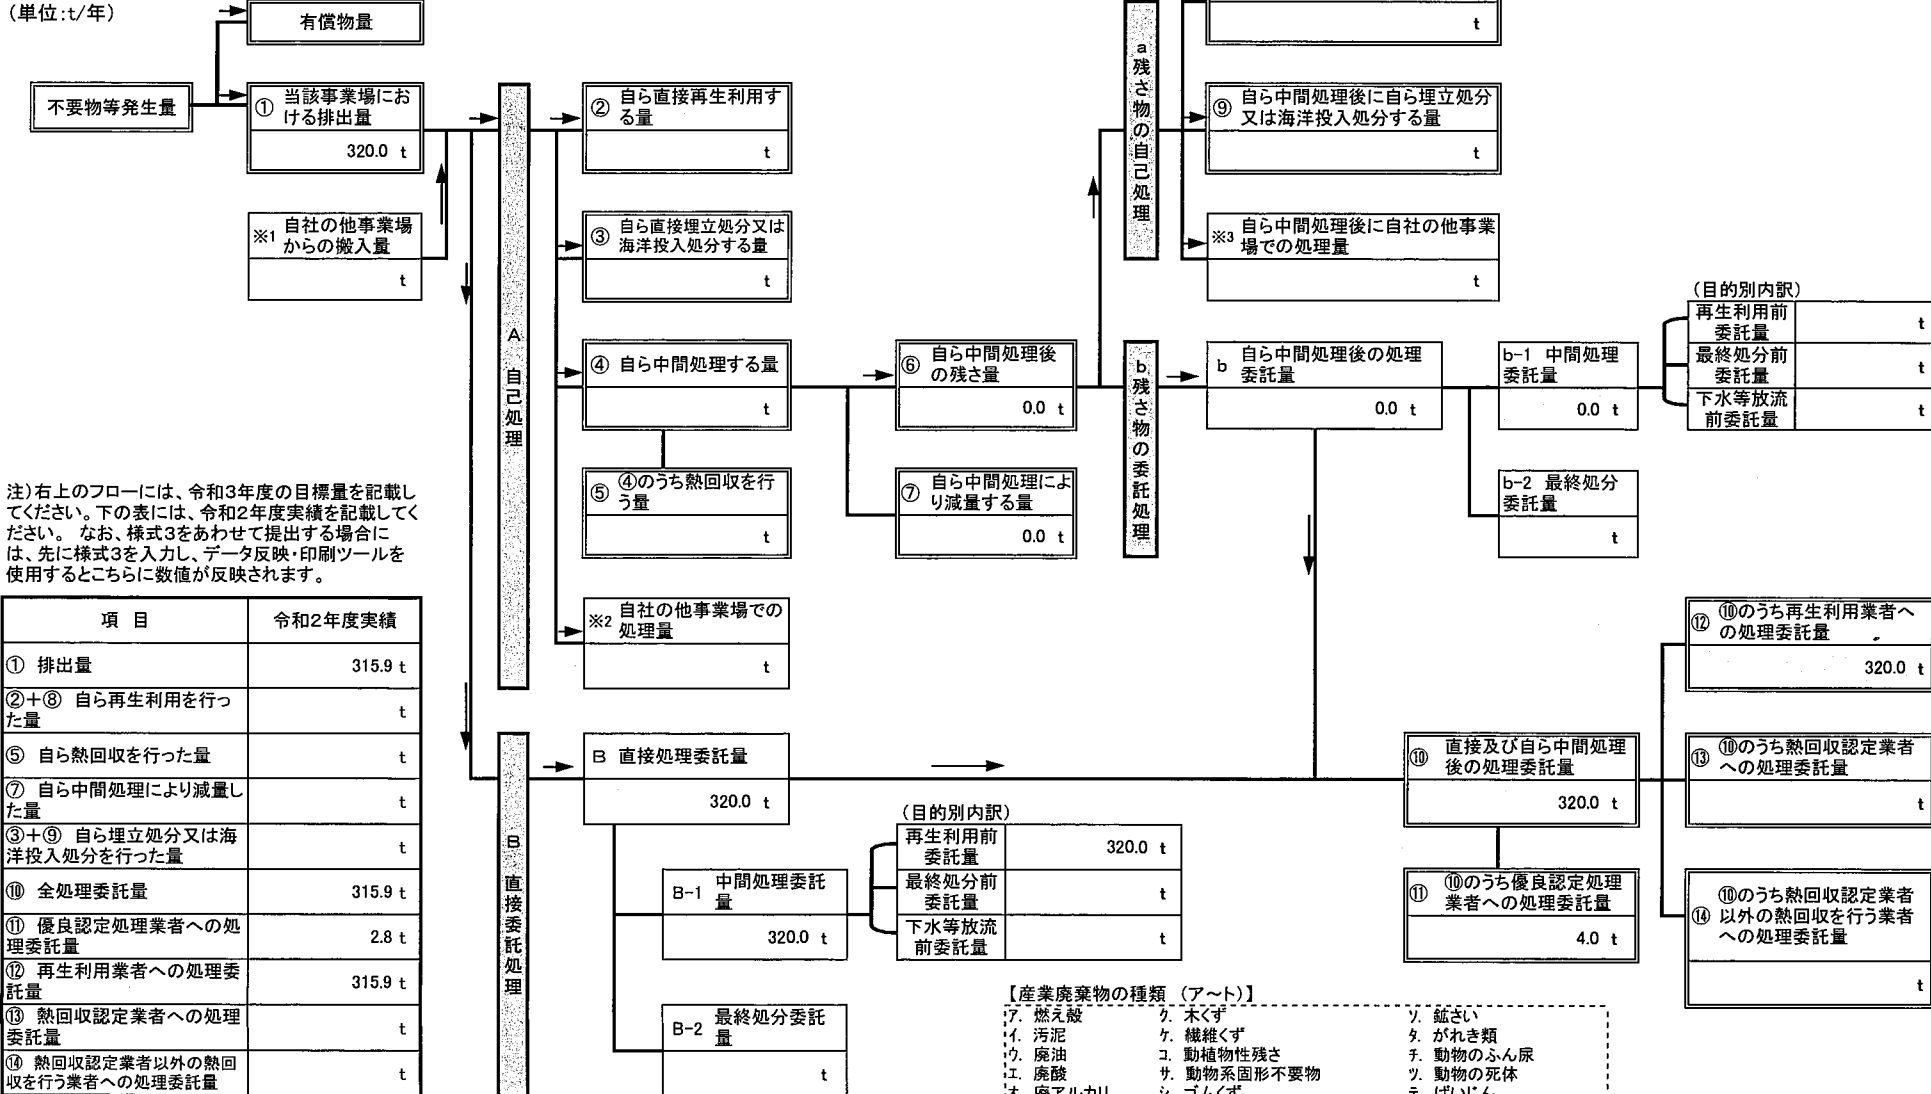 (単位:t/年)
有償物量
不要物等発生量
① 当該事業場にお
ける排出量
320.0 t
※1 自社の他事業場
からの搬入量
t
A 自己処理
② 自ら直接再生利用す
る量
t
③ 自ら直接埋立処分又は
海洋投入処分する量
t
④ 自ら中間処理する量
t
⑤ ④のうち熱回収を行
う量
t
※2 自社の他事業場での
処理量
t
⑥ 自ら中間処理後
の残さ量
0.0 t
⑦ 自ら中間処理によ
り減量する量
0.0 t
a 残さ物の自己処理
t
⑨ 自ら中間処理後に自ら埋立処分
又は海洋投入処分する量
t
※3 自ら中間処理後に自社の他事業
場での処理量
t
b 残さ物の委託処理
b 自ら中間処理後の処理
委託量
0.0 t
b-1 中間処理
委託量
0.0 t
b-2 最終処分
委託量
t
(目的別内訳)
再生利用前
委託量
t
最終処分前
委託量
t
下水等放流
前委託量
t
注)右上のフローには、令和3年度の目標量を記載し
てください。下の表には、令和2年度実績を記載してく
ださい。 なお、様式3をあわせて提出する場合に
は、先に様式3を入力し、データ反映・印刷ツールを
使用するとこちらに数値が反映されます。
項 目 令和2年度実績
① 排出量 315.9 t
②+⑧ 自ら再生利用を行っ
た量
t
⑤ 自ら熱回収を行った量 t
⑦ 自ら中間処理により減量し
た量
t
③+⑨ 自ら埋立処分又は海
洋投入処分を行った量
t
⑩ 全処理委託量 315.9 t
⑪ 優良認定処理業者への処
理委託量
2.8 t
⑫ 再生利用業者への処理委
託量
315.9 t
⑬ 熱回収認定業者への処理
委託量
t
⑭ 熱回収認定業者以外の熱回
収を行う業者への処理委託量
t
B 直接委託処理
B 直接処理委託量
320.0 t
B-1 中間処理委託
量
320.0 t
B-2 最終処分委託
量
t
(目的別内訳)
再生利用前
委託量
320.0 t
最終処分前
委託量
t
下水等放流
前委託量
t
⑩ 直接及び自ら中間処理
後の処理委託量
320.0 t
⑪ ⑩のうち優良認定処理
業者への処理委託量
4.0 t
⑫ ⑩のうち再生利用業者へ
の処理委託量
320.0 t
⑬ ⑩のうち熱回収認定業者
への処理委託量
t
⑭ ⑩のうち熱回収認定業者
以外の熱回収を行う業者
への処理委託量
t
【産業廃棄物の種類 (ア～ト)】
ア. 燃え殻 ク. 木くず ソ. 鉱さい
イ. 汚泥 ケ. 繊維くず タ. がれき類
ウ. 廃油 コ. 動植物性残さ チ. 動物のふん尿
エ. 廃酸 サ. 動物系固形不要物 ツ. 動物の死体
オ. 廃アルカリ シ. ゴムくず テ. ばいじん